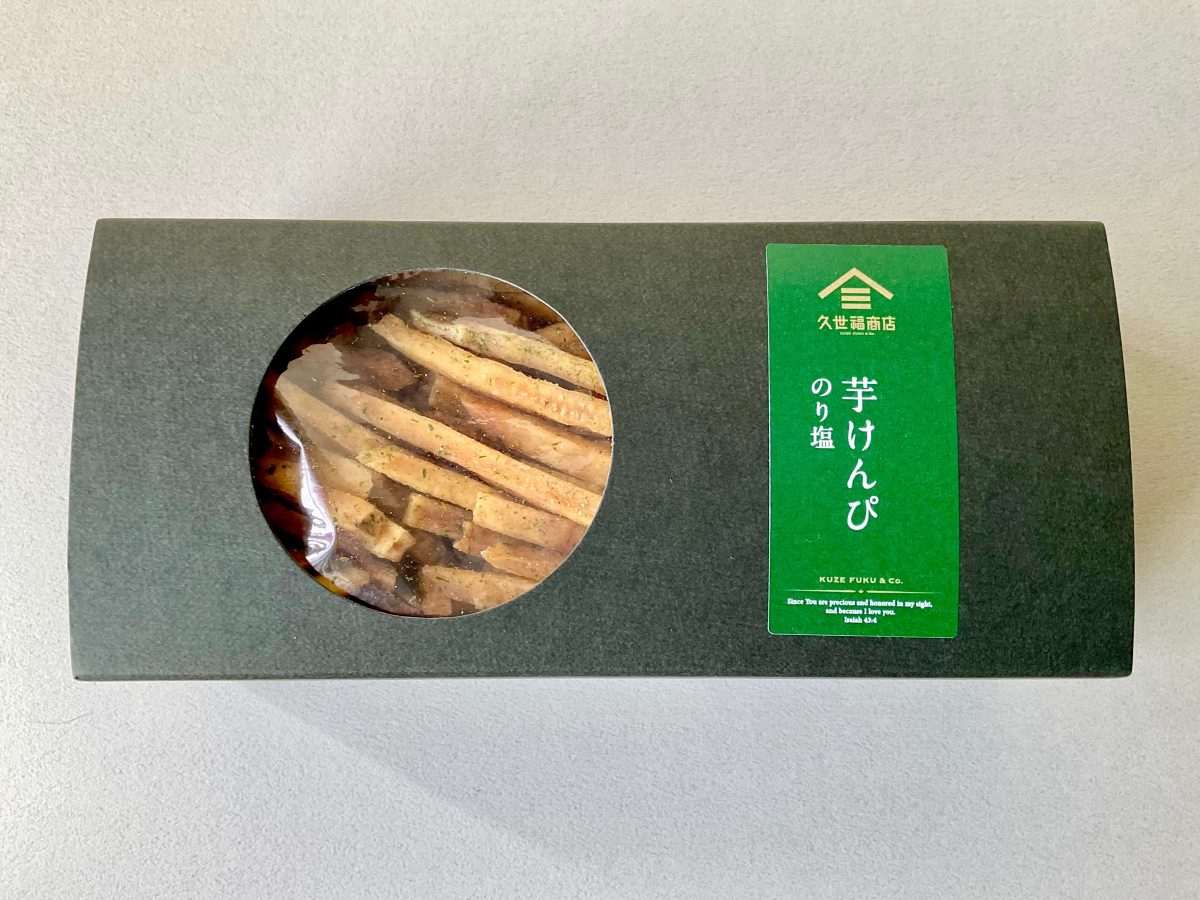 久世福商店
KUZE FUKU & Co.
芋けんぴ
のり塩
KUZE FUKU & Co.
Since You are precious and honored in my sight,
and because I love you.
Isaiah 43:4